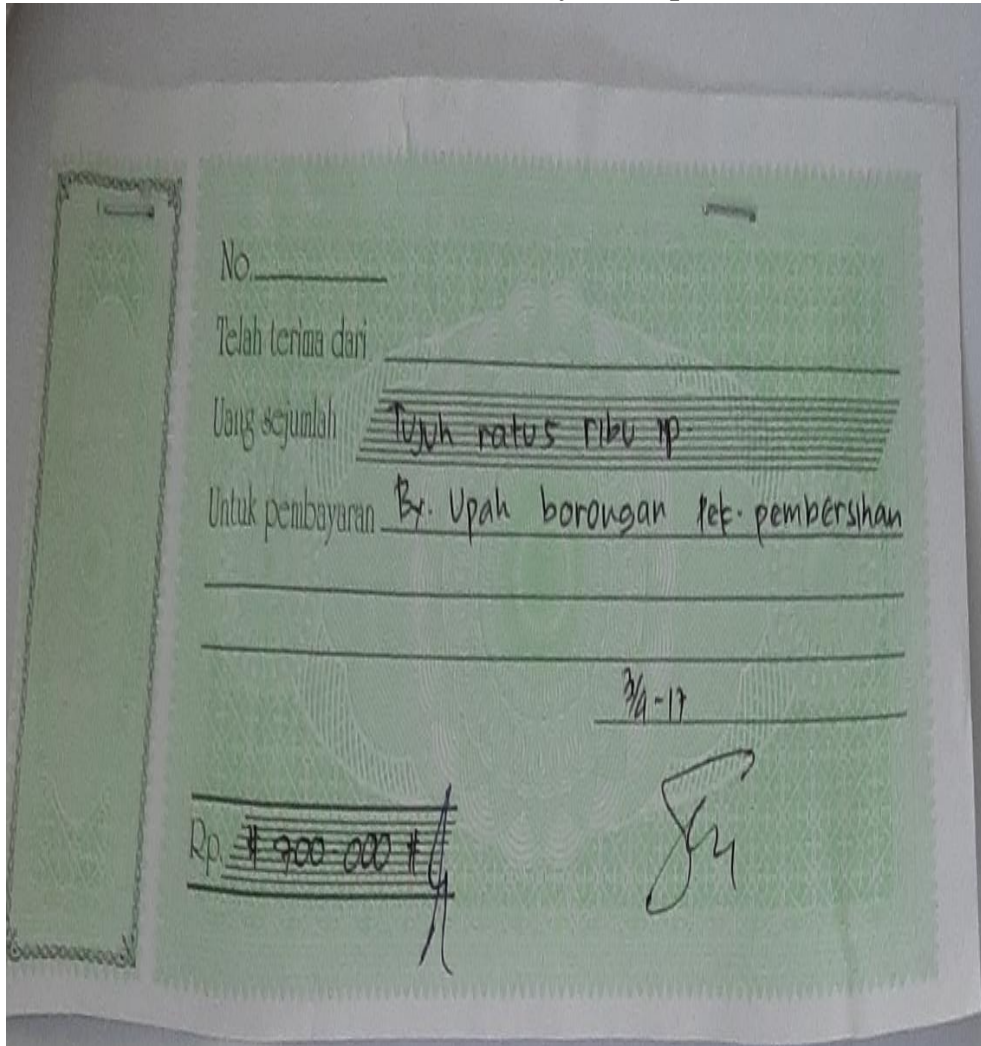 No.
Telah terima dari
Uang sejumlah Tujuh ratus ribu rp.
Untuk pembayaran By. Upah borongan pek. pembersihan
3/4-17
Rp. # 700 000 #